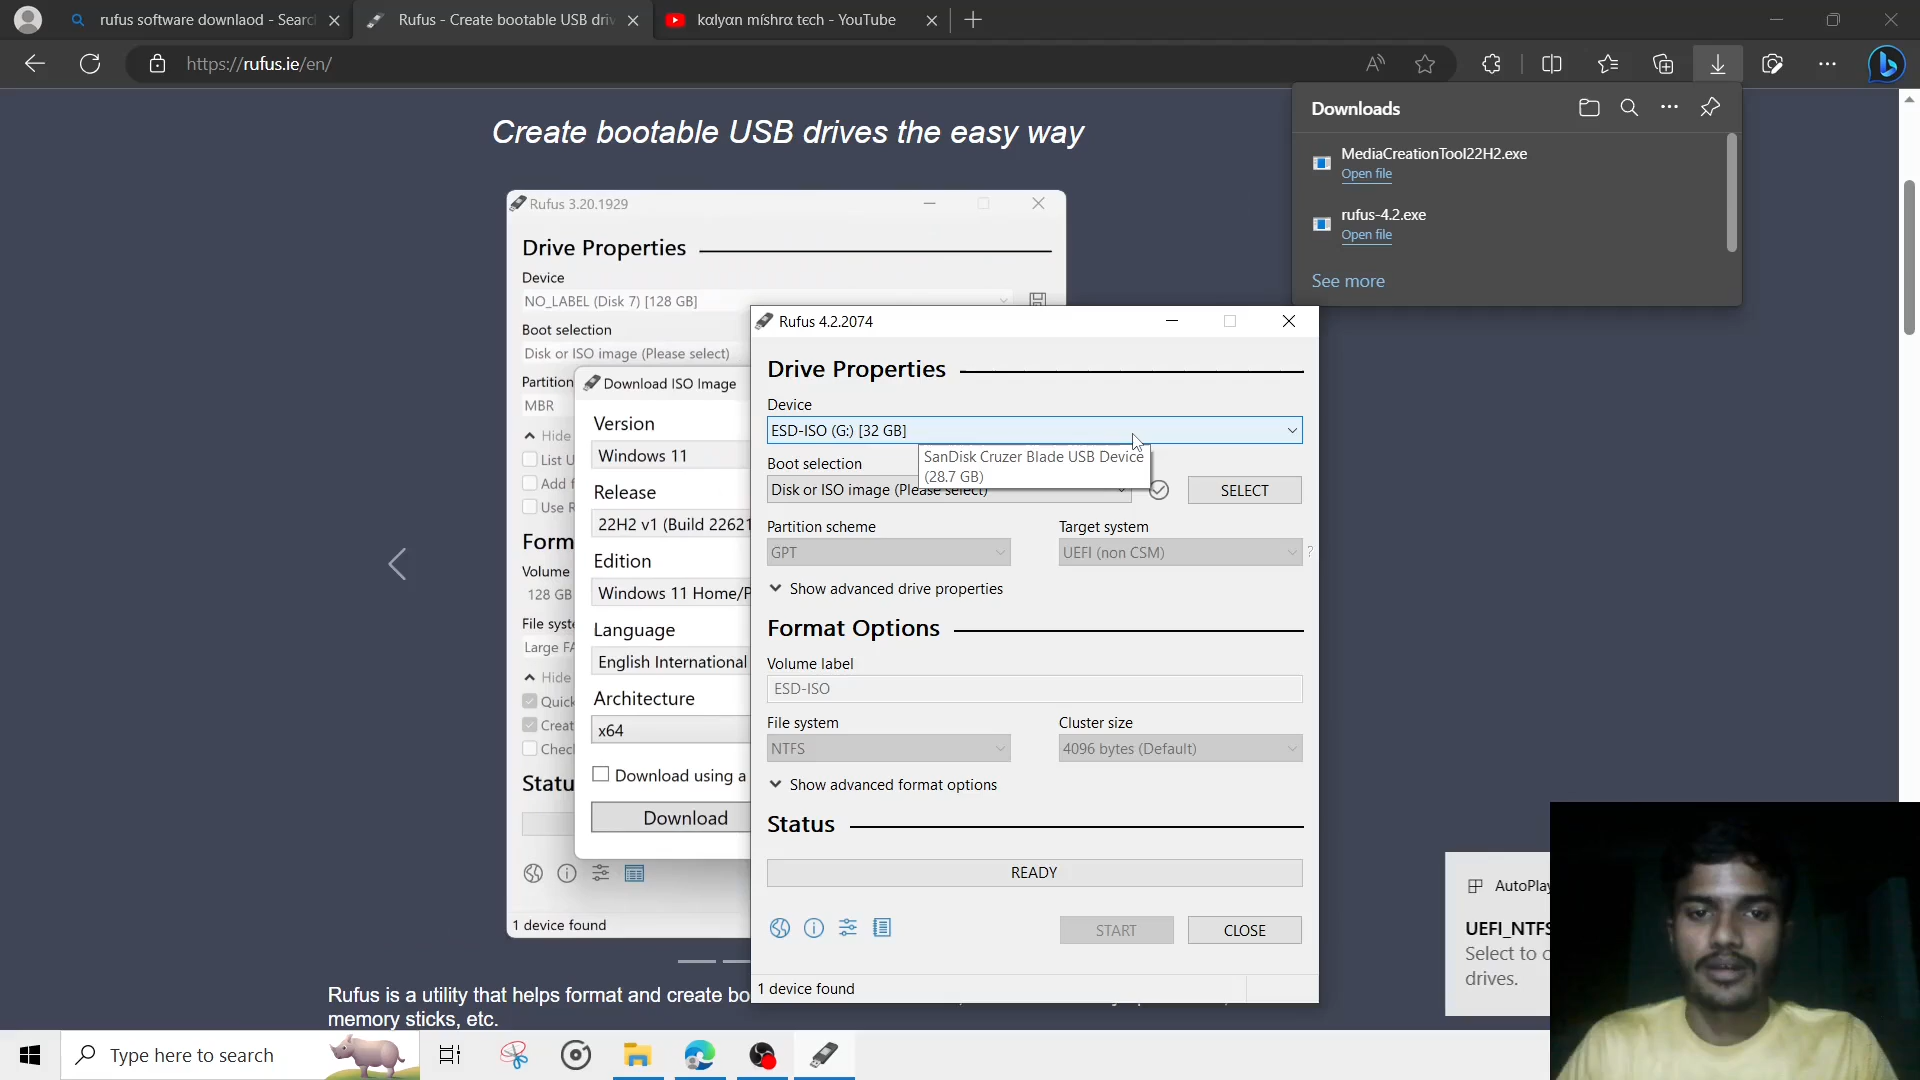 rufus software downlaod - Searc
Rufus - Create bootable USB driv
kαlyαn míshrα tєch - YouTube
https://rufus.ie/en/
Create bootable USB drives the easy way
Downloads
MediaCreationTool22H2.exe
Open file
rufus-4.2.exe
Open file
See more
Rufus 3.20.1929
Drive Properties
Device
NO_LABEL (Disk 7) [128 GB]
Boot selection
Disk or ISO image (Please select)
Partition
MBR
Hide
List U
Add f
Use R
Form
Volume
128 GB
File syste
Large FA
Hide
Quick
Creat
Chec
Statu
1 device found
Download ISO Image
Version
Windows 11
Release
22H2 v1 (Build 22621
Edition
Windows 11 Home/P
Language
English International
Architecture
x64
Download using a
Download
Rufus 4.2.2074
Drive Properties
Device
ESD-ISO (G:) [32 GB]
SanDisk Cruzer Blade USB Device
(28.7 GB)
Boot selection
Disk or ISO image (Please select)
SELECT
Partition scheme
GPT
Target system
UEFI (non CSM)
?
Show advanced drive properties
Format Options
Volume label
ESD-ISO
File system
NTFS
Cluster size
4096 bytes (Default)
Show advanced format options
Status
READY
START
CLOSE
1 device found
Rufus is a utility that helps format and create bo
memory sticks, etc.
AutoPlay
UEFI_NTFS
Select to c
drives.
Type here to search